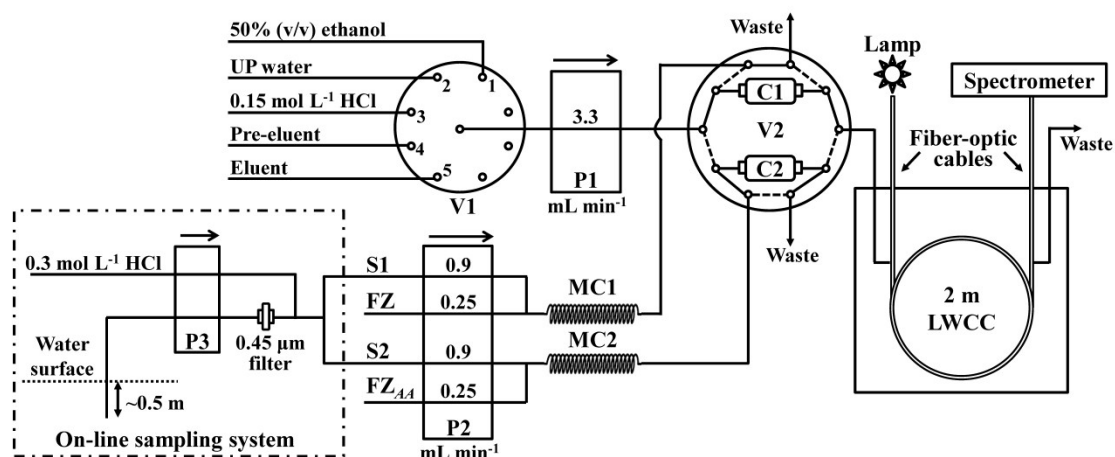 50% (v/v) ethanol
UP water
0.15 mol L⁻¹ HCl
Pre-eluent
Eluent
1
2
3
4
5
V1
3.3
P1
mL min⁻¹
Waste
C1
V2
C2
Waste
Lamp
Spectrometer
Fiber-optic
cables
Waste
2 m
LWCC
0.3 mol L⁻¹ HCl
P3
0.45 μm
filter
Water
surface
~0.5 m
On-line sampling system
S1
0.9
FZ
0.25
S2
0.9
FZAA
0.25
P2
mL min⁻¹
MC1
MC2